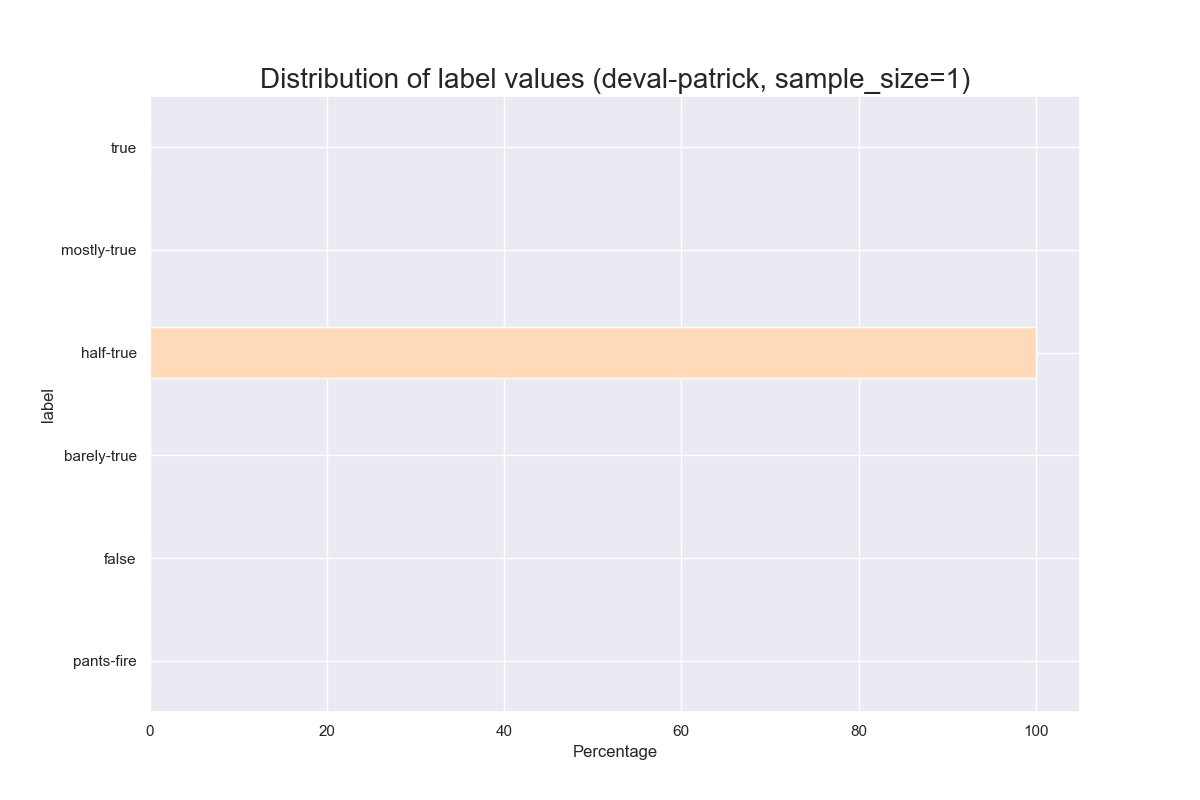 Distribution of label values (deval-patrick, sample_size=1)
true
mostly-true
half-true
barely-true
false
pants-fire
label
0 20 40 60 80 100
Percentage